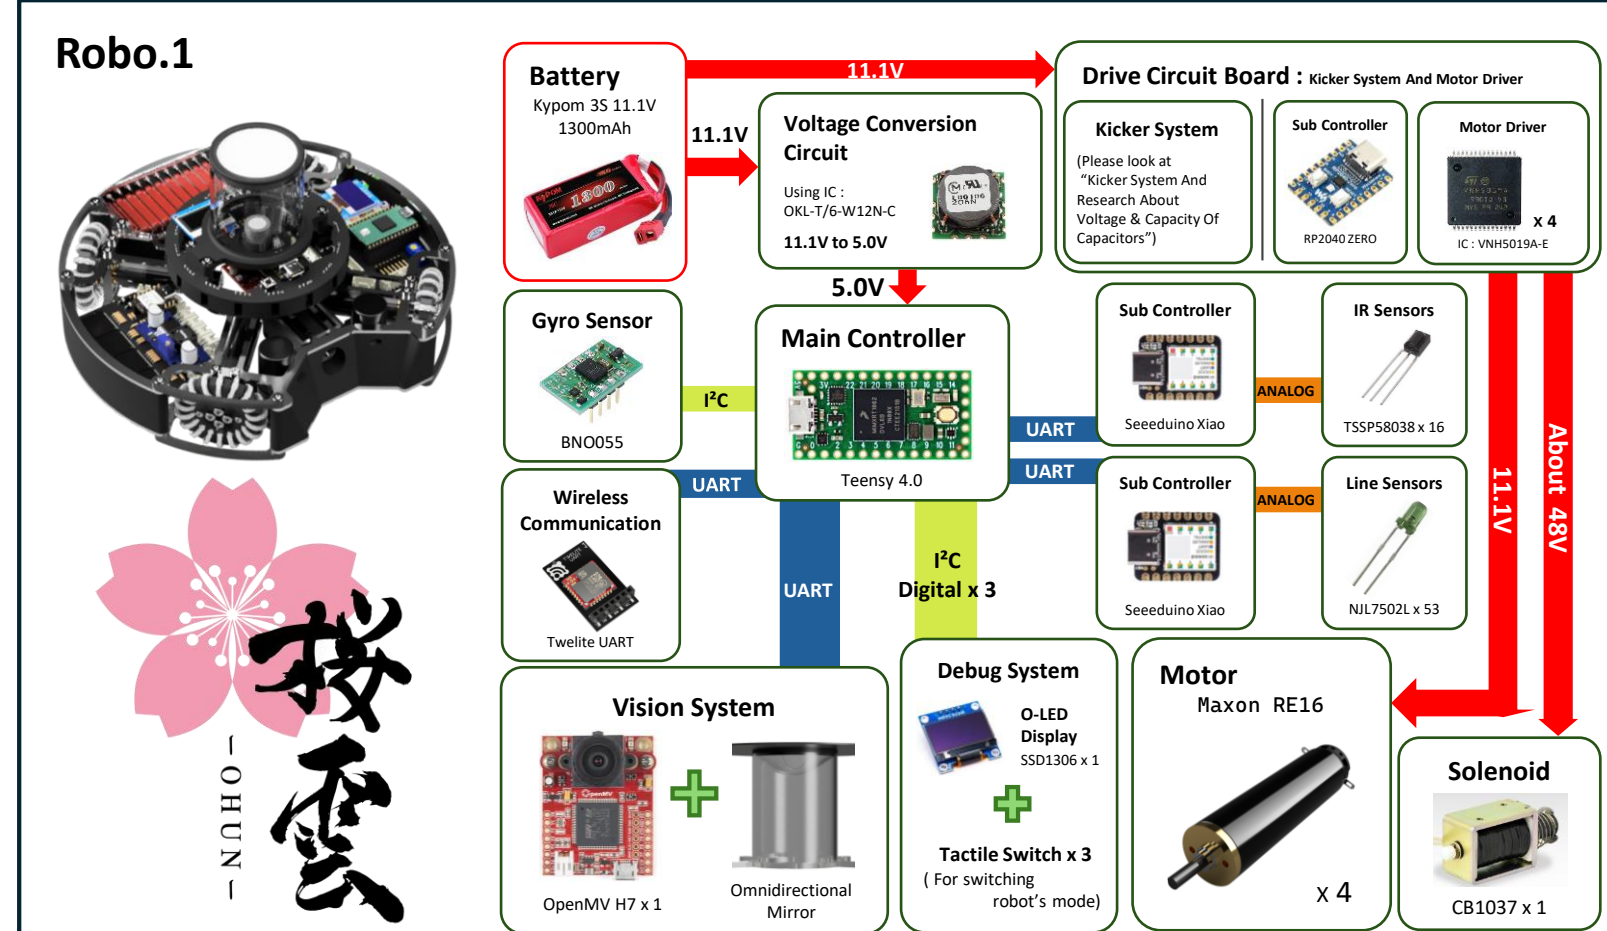 Robo.1
Battery
Kypom 3S 11.1V
1300mAh
11.1V
11.1V
Voltage Conversion
Circuit
Using IC :
OKL-T/6-W12N-C
11.1V to 5.0V
5.0V
Drive Circuit Board : Kicker System And Motor Driver
Kicker System
(Please look at
“Kicker System And
Research About
Voltage & Capacity Of
Capacitors”)
Sub Controller
RP2040 ZERO
Motor Driver
x 4
IC : VNH5019A-E
Gyro Sensor
BNO055
I²C
Main Controller
Teensy 4.0
UART
UART
Sub Controller
Seeeduino Xiao
ANALOG
IR Sensors
TSSP58038 x 16
Sub Controller
Seeeduino Xiao
ANALOG
Line Sensors
NJL7502L x 53
11.1V
About 48V
Wireless
Communication
Twelite UART
UART
UART
I²C
Digital x 3
Vision System
OpenMV H7 x 1
Omnidirectional
Mirror
Debug System
O-LED
Display
SSD1306 x 1
Tactile Switch x 3
( For switching
robot’s mode)
Motor
Maxon RE16
x 4
Solenoid
CB1037 x 1
桜雲
－OHUN－